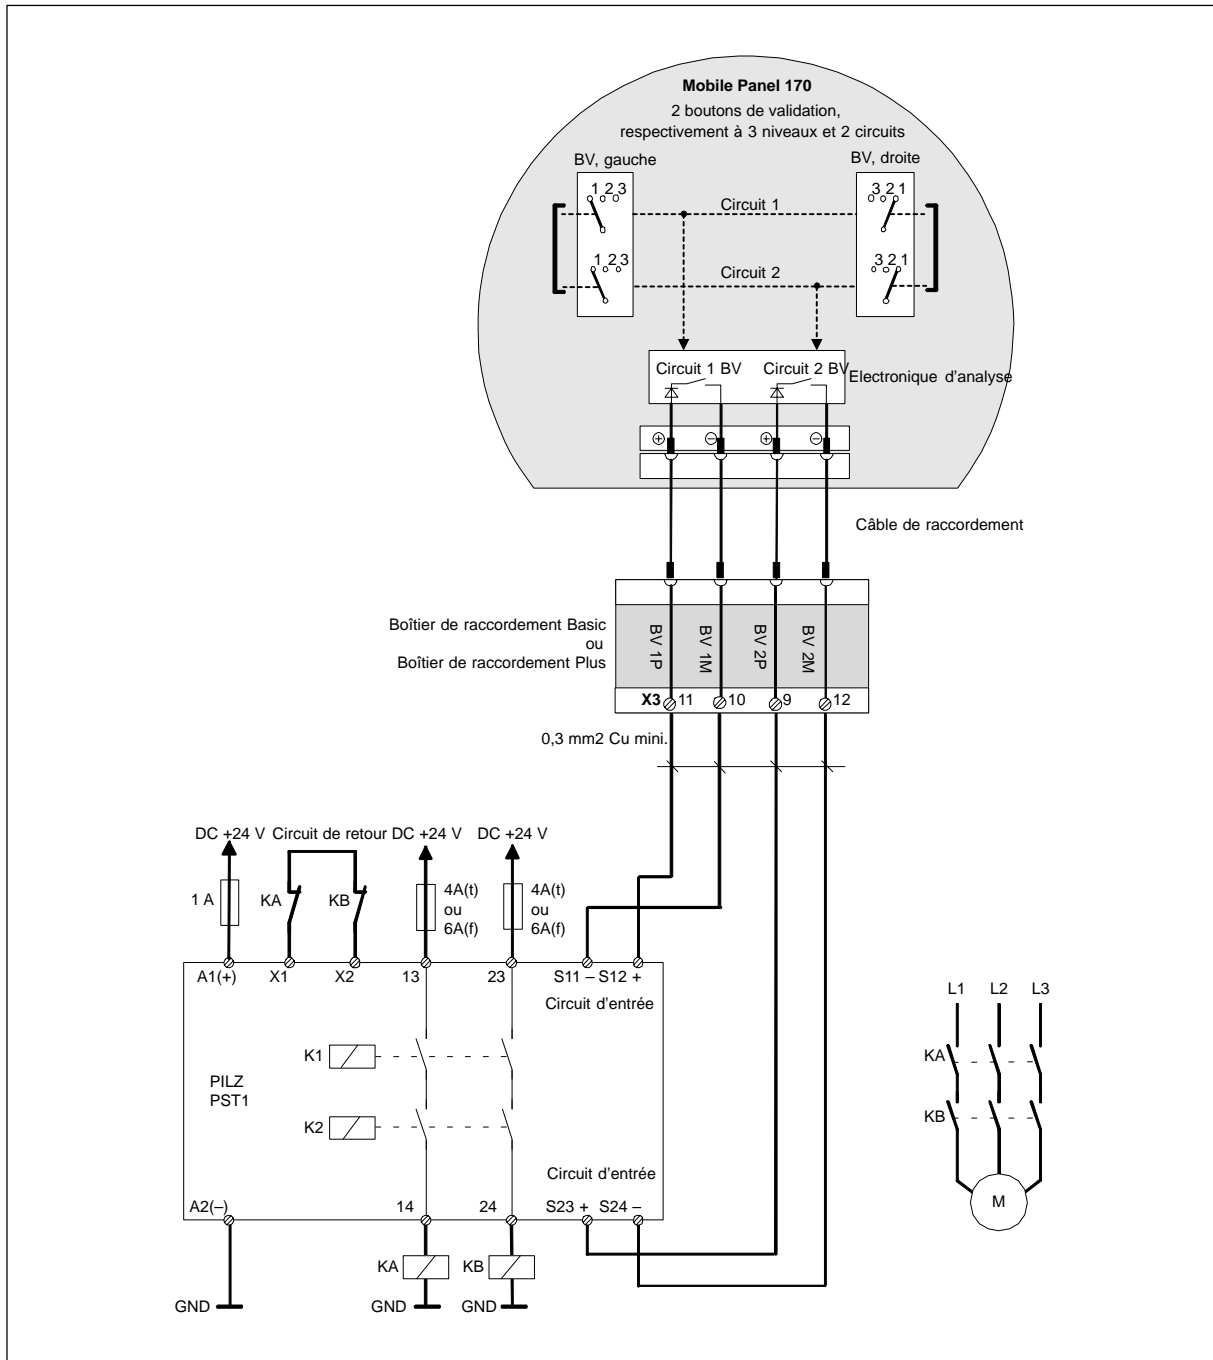 Mobile Panel 170
2 boutons de validation,
respectivement à 3 niveaux et 2 circuits
BV, gauche
BV, droite
1 2 3
3 2 1
Circuit 1
1 2 3
3 2 1
Circuit 2
Circuit 1 BV
Circuit 2 BV
Electronique d'analyse
+ – + –
Câble de raccordement
Boîtier de raccordement Basic
ou
Boîtier de raccordement Plus
BV 1P
BV 1M
BV 2P
BV 2M
X3 11 10 9 12
0,3 mm2 Cu mini.
DC +24 V Circuit de retour DC +24 V DC +24 V
1 A
KA
KB
4A(t)
ou
6A(f)
4A(t)
ou
6A(f)
A1(+) X1 X2 13 23 S11 – S12 +
Circuit d'entrée
L1 L2 L3
K1
KA
PILZ
PST1
K2
KB
Circuit d'entrée
A2(–) 14 24 S23 + S24 –
M
KA
KB
GND
GND
GND